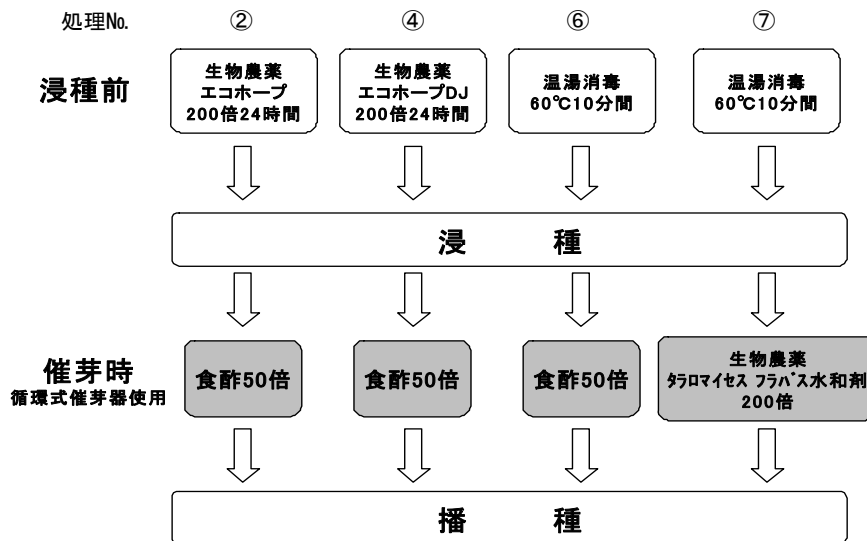 処理No. ② ④ ⑥ ⑦
浸種前
生物農薬
エコホープ
200倍24時間
生物農薬
エコホープDJ
200倍24時間
温湯消毒
60℃10分間
温湯消毒
60℃10分間
浸 種
催芽時
循環式催芽器使用
食酢50倍
食酢50倍
食酢50倍
生物農薬
ﾀﾗﾛﾏｲｾｽ ﾌﾗﾊﾞｽ水和剤
200倍
播 種